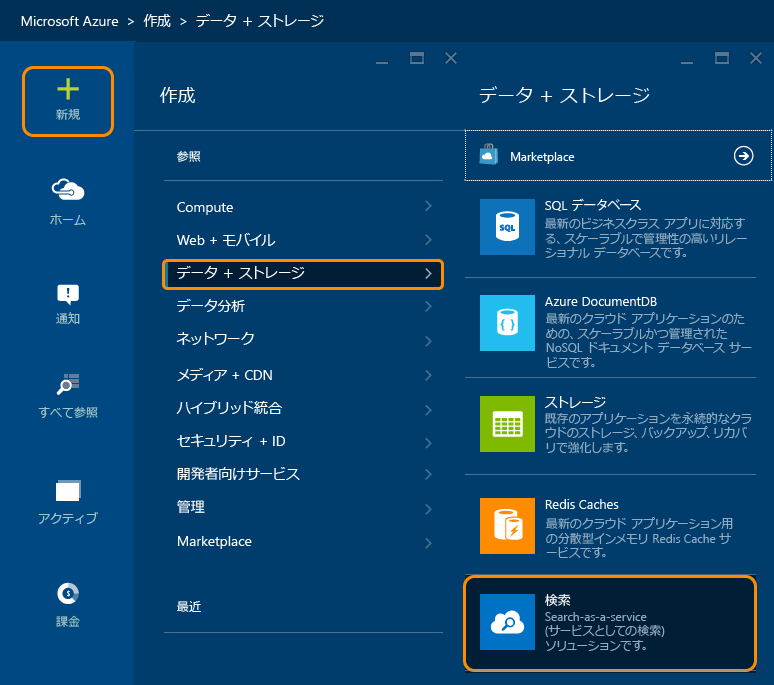 Microsoft Azure > 作成 > データ + ストレージ
新規
ホーム
通知
すべて参照
アクティブ
課金
作成
参照
Compute
Web + モバイル
データ + ストレージ
データ分析
ネットワーク
メディア + CDN
ハイブリッド統合
セキュリティ + ID
開発者向けサービス
管理
Marketplace
最近
データ + ストレージ
Marketplace
SQL データベース
最新のビジネスクラス アプリに対応す
る、スケーラブルで管理性の高いリレー
ショナル データベースです。
SQL
Azure DocumentDB
最新のクラウド アプリケーションのた
めの、スケーラブルかつ管理された
NoSQL ドキュメント データベース サー
ビスです。
ストレージ
既存のアプリケーションを永続的なクラ
ウドのストレージ、バックアップ、リカバ
リで強化します。
Redis Caches
最新のクラウド アプリケーション用
の分散型インメモリ Redis Cache サ
ービスです。
検索
Search-as-a-service
(サービスとしての検索)
ソリューションです。